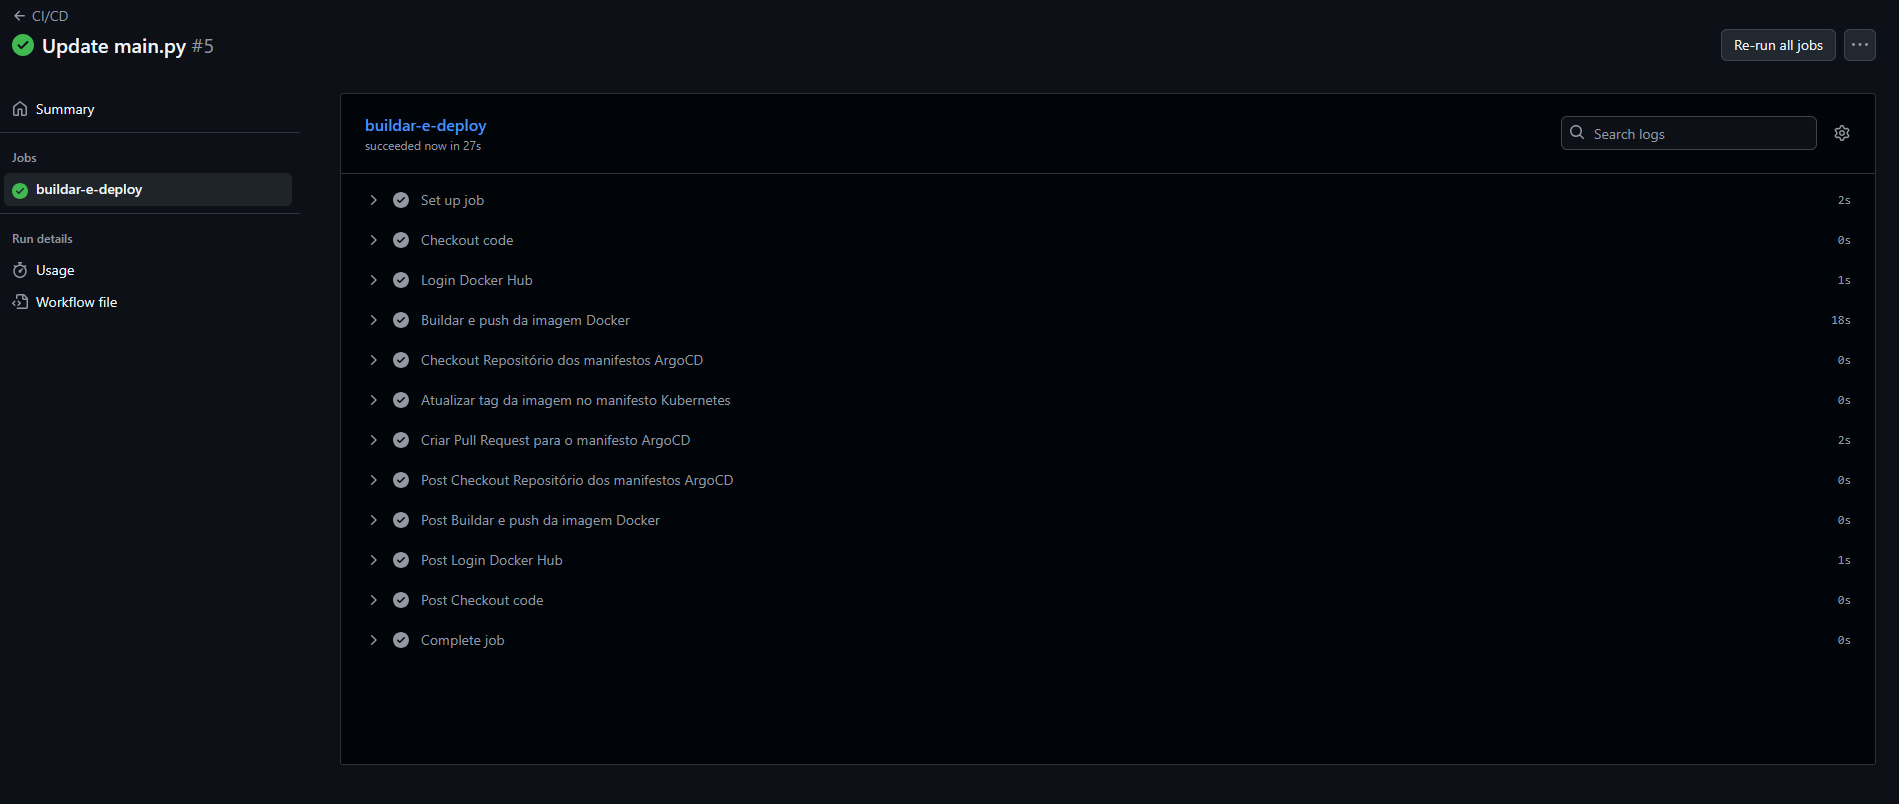 CI/CD
Update main.py #5
Re-run all jobs
Summary
Jobs
buildar-e-deploy
Run details
Usage
Workflow file
buildar-e-deploy
succeeded now in 27s
Search logs
Set up job 2s
Checkout code 0s
Login Docker Hub 1s
Buildar e push da imagem Docker 18s
Checkout Repositório dos manifestos ArgoCD 0s
Atualizar tag da imagem no manifesto Kubernetes 0s
Criar Pull Request para o manifesto ArgoCD 2s
Post Checkout Repositório dos manifestos ArgoCD 0s
Post Buildar e push da imagem Docker 0s
Post Login Docker Hub 1s
Post Checkout code 0s
Complete job 0s